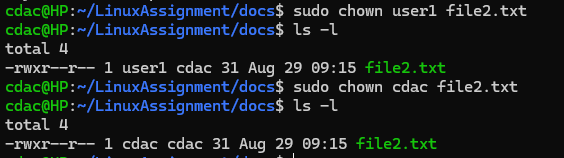 cdac@HP:~/LinuxAssignment/docs$ sudo chown user1 file2.txt
cdac@HP:~/LinuxAssignment/docs$ ls -l
total 4
-rwxr--r-- 1 user1 cdac 31 Aug 29 09:15 file2.txt
cdac@HP:~/LinuxAssignment/docs$ sudo chown cdac file2.txt
cdac@HP:~/LinuxAssignment/docs$ ls -l
total 4
-rwxr--r-- 1 cdac cdac 31 Aug 29 09:15 file2.txt